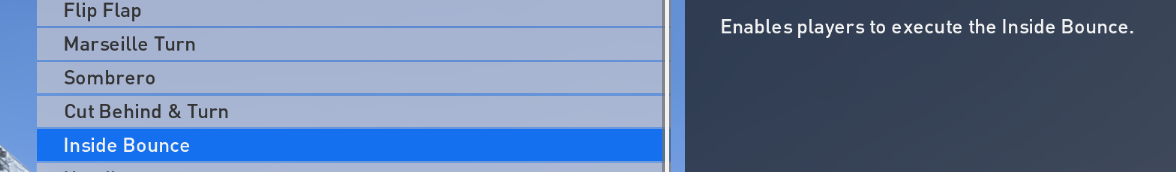 Flip Flap
Marseille Turn
Sombrero
Cut Behind & Turn
Inside Bounce
Enables players to execute the Inside Bounce.